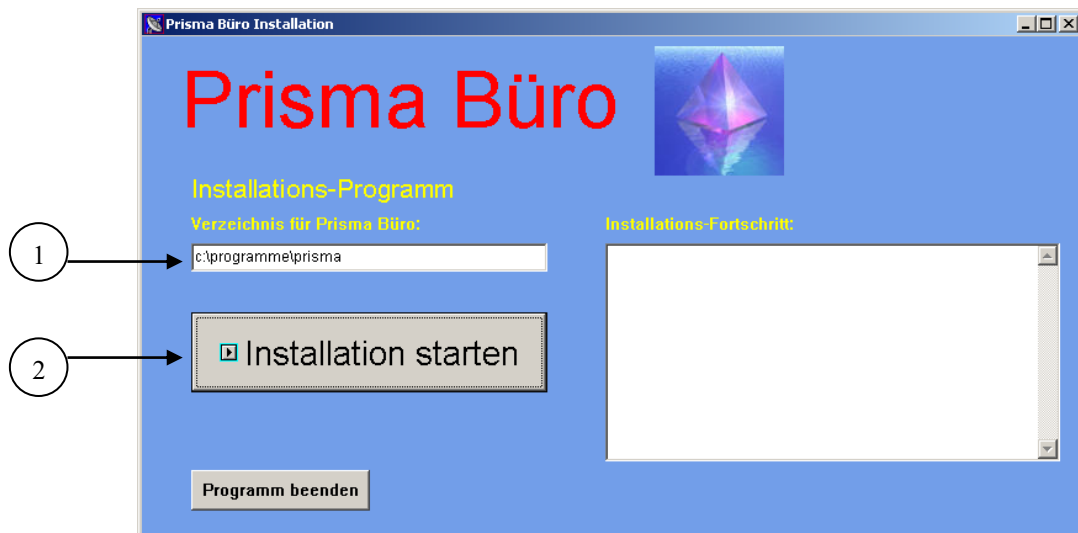 Prisma Büro Installation
Prisma Büro
Installations-Programm
Verzeichnis für Prisma Büro:
Installations-Fortschritt:
1
c:\programme\prisma
2
Installation starten
Programm beenden